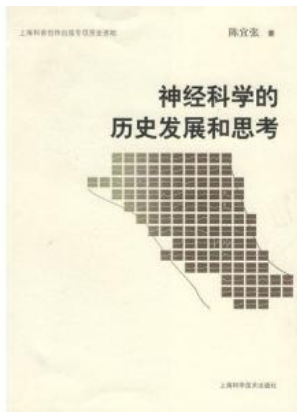 上海科普创作出版专项资金资助
陈宜张 著
神经科学的
历史发展和思考
上海科学技术出版社